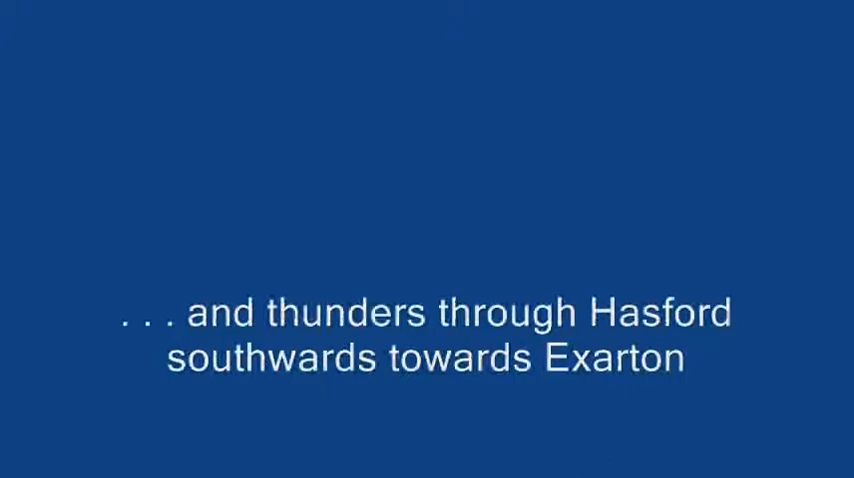 . . . and thunders through Hasford
southwards towards Exarton